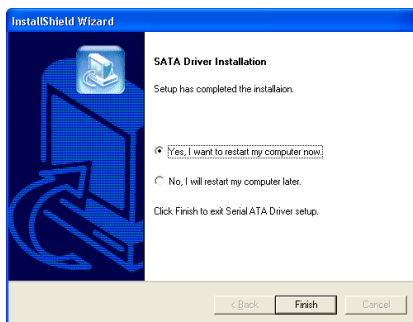 InstallShield Wizard
SATA Driver Installation
Setup has completed the installaion.
Yes, I want to restart my computer now.
No, I will restart my computer later.
Click Finish to exit Serial ATA Driver setup.
< Back Finish Cancel